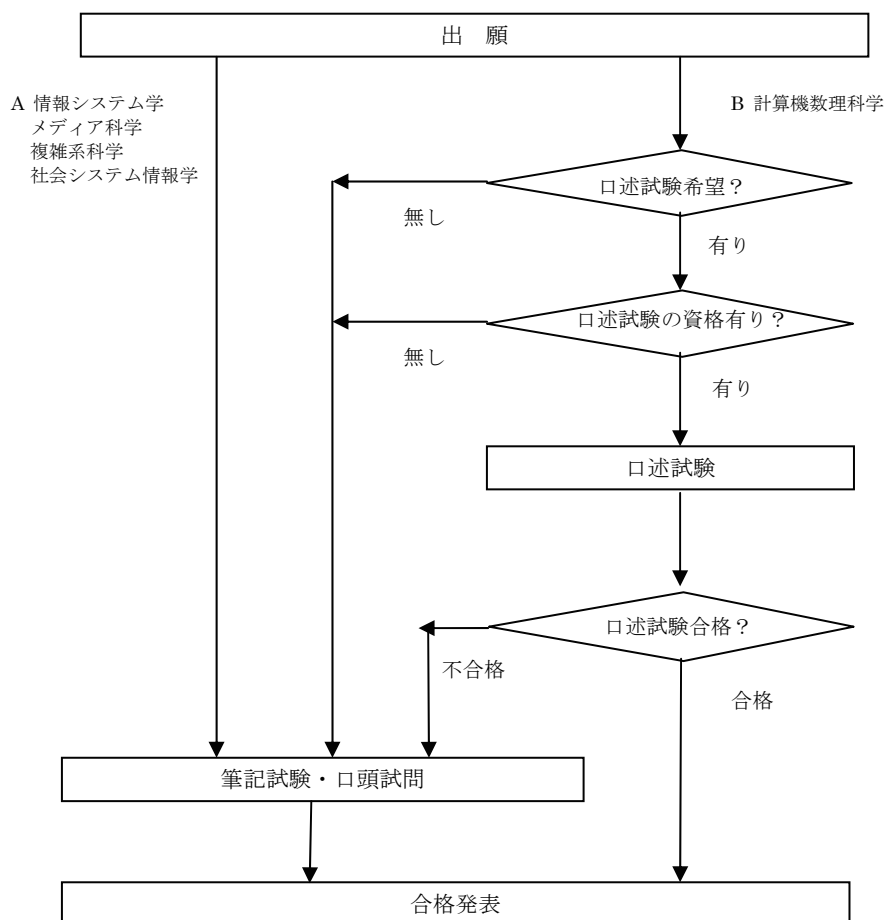 出 願
A 情報システム学
メディア科学
複雑系科学
社会システム情報学
B 計算機数理科学
口述試験希望？
無し
有り
口述試験の資格有り？
無し
有り
口述試験
口述試験合格？
不合格
合格
筆記試験・口頭試問
合格発表